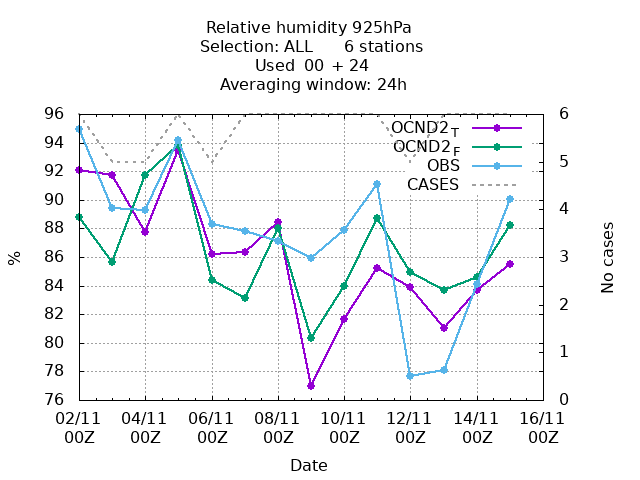 Relative humidity 925hPa
Selection: ALL      6 stations
Used  00 + 24
Averaging window: 24h
OCND2_T
OCND2_F
OBS
CASES
96
94
92
90
88
86
84
82
80
78
76
6
5
4
3
2
1
0
%
No cases
02/11 04/11 06/11 08/11 10/11 12/11 14/11 16/11
00Z 00Z 00Z 00Z 00Z 00Z 00Z 00Z
Date